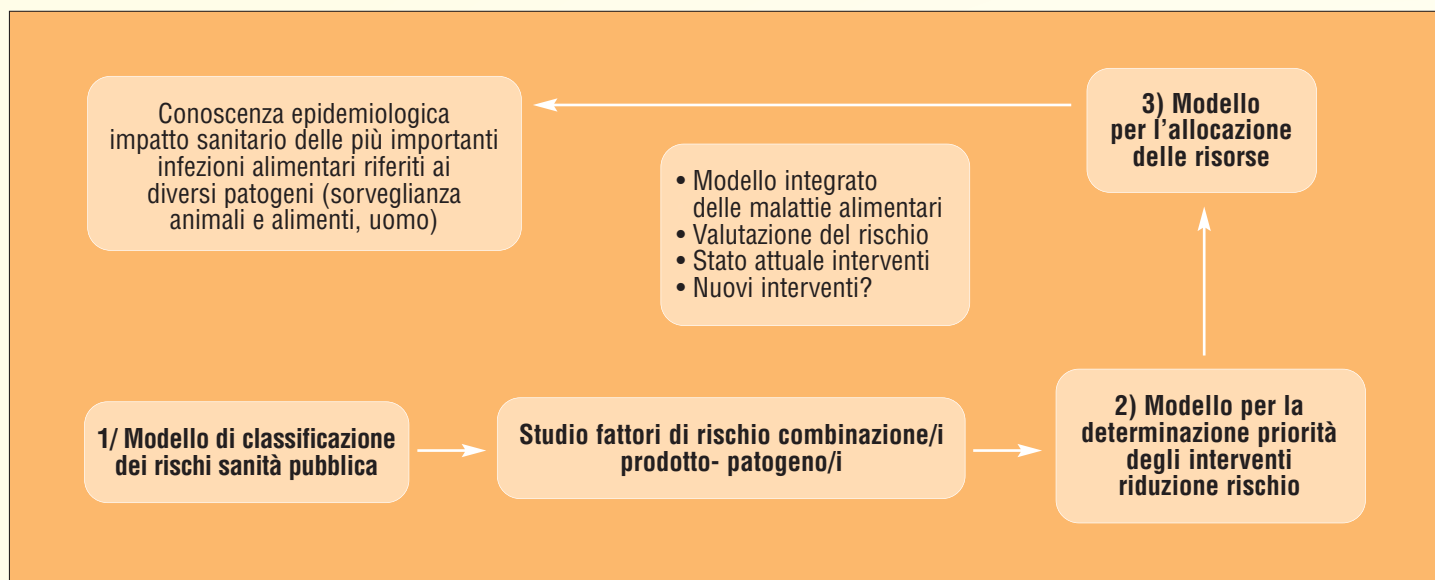 Conoscenza epidemiologica
impatto sanitario delle più importanti
infezioni alimentari riferiti ai
diversi patogeni (sorveglianza
animali e alimenti, uomo)
3) Modello
per l'allocazione
delle risorse
• Modello integrato
delle malattie alimentari
• Valutazione del rischio
• Stato attuale interventi
• Nuovi interventi?
1/ Modello di classificazione
dei rischi sanità pubblica
Studio fattori di rischio combinazione/i
prodotto- patogeno/i
2) Modello per la
determinazione priorità
degli interventi
riduzione rischio